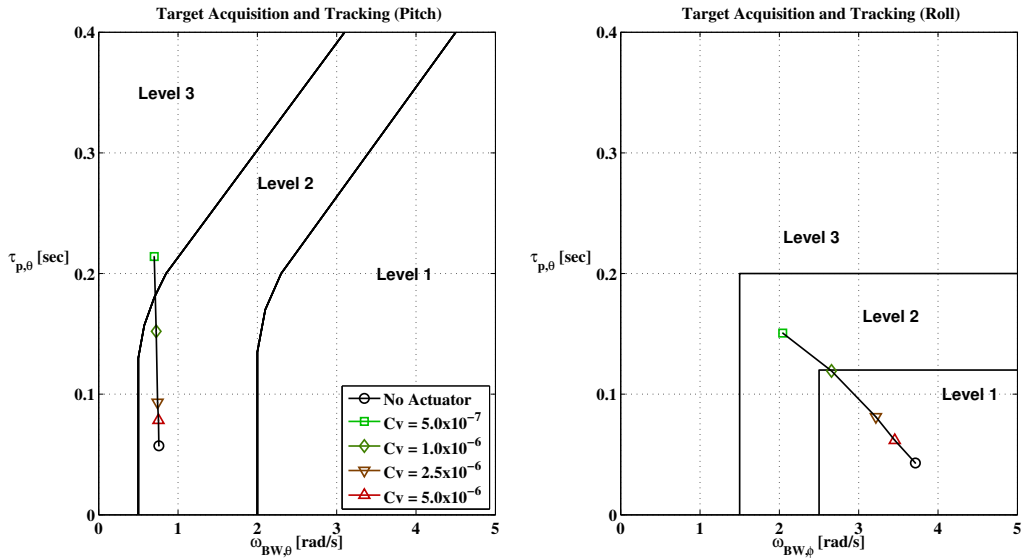 Target Acquisition and Tracking (Pitch)
0.4
0.3
0.2
0.1
0
τp,θ [sec]
Level 3
Level 2
Level 1
No Actuator
Cv = 5.0x10−7
Cv = 1.0x10−6
Cv = 2.5x10−6
Cv = 5.0x10−6
0 1 2 3 4 5
ωBW,θ [rad/s]
Target Acquisition and Tracking (Roll)
0.4
0.3
0.2
0.1
0
τp,θ [sec]
Level 3
Level 2
Level 1
0 1 2 3 4 5
ωBW,ϕ [rad/s]